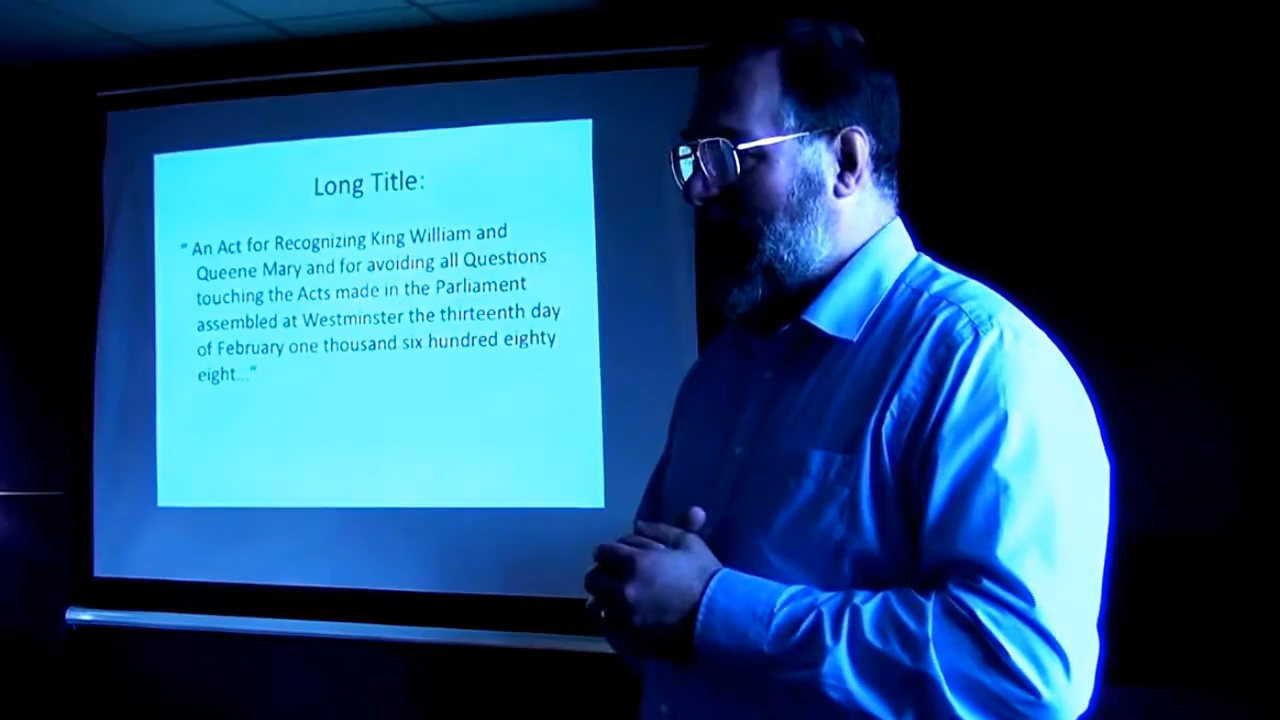 Long Title:
“ An Act for Recognizing King William and
Queene Mary and for avoiding all Questions
touching the Acts made in the Parliament
assembled at Westminster the thirteenth day
of February one thousand six hundred eighty
eight...”